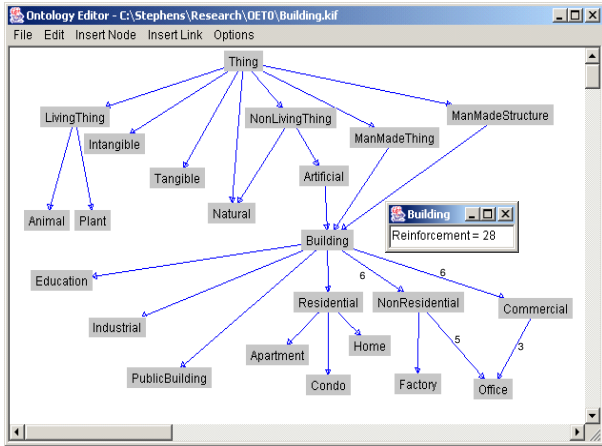 Ontology Editor - C:\Stephens\Research\OET0\Building.kif
File Edit Insert Node Insert Link Options
Thing
LivingThing
NonLivingThing
ManMadeStructure
Intangible
ManMadeThing
Tangible
Artificial
Animal
Plant
Natural
Building
Building
Reinforcement = 28
Education
6
6
Residential
NonResidential
Commercial
Industrial
5
3
Apartment
Home
PublicBuilding
Condo
Factory
Office